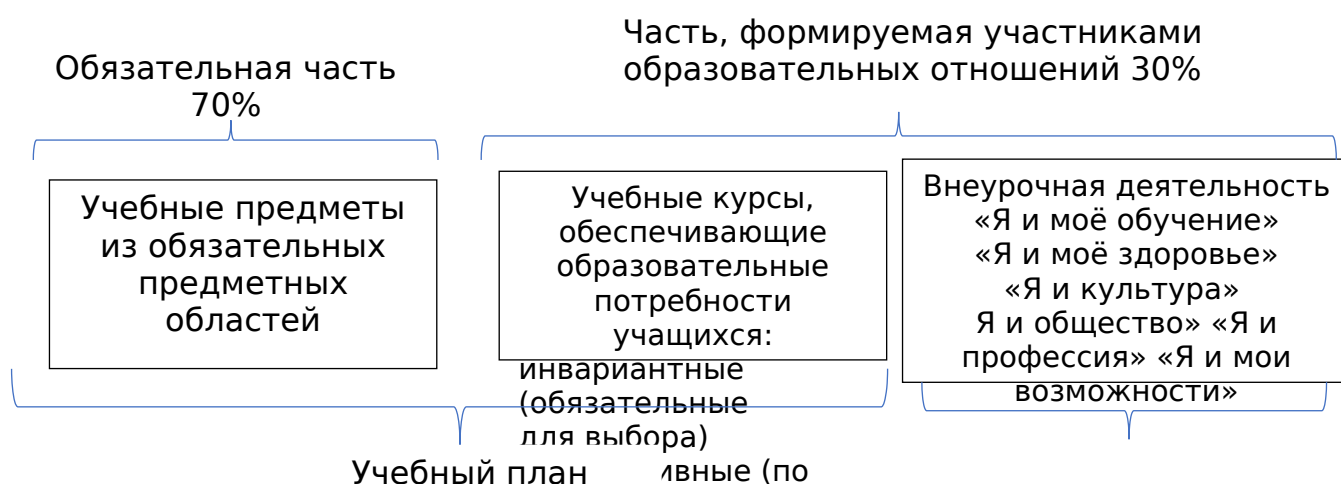 Обязательная часть
70%
Часть, формируемая участниками
образовательных отношений 30%
Учебные предметы
из обязательных
предметных
областей
Учебные курсы,
обеспечивающие
образовательные
потребности
учащихся:
инвариантные
(обязательные
для выбора)
ивные (по
Внеурочная деятельность
«Я и моё обучение»
«Я и моё здоровье»
«Я и культура»
Я и общество» «Я и
профессия» «Я и мои
возможности»
Учебный план